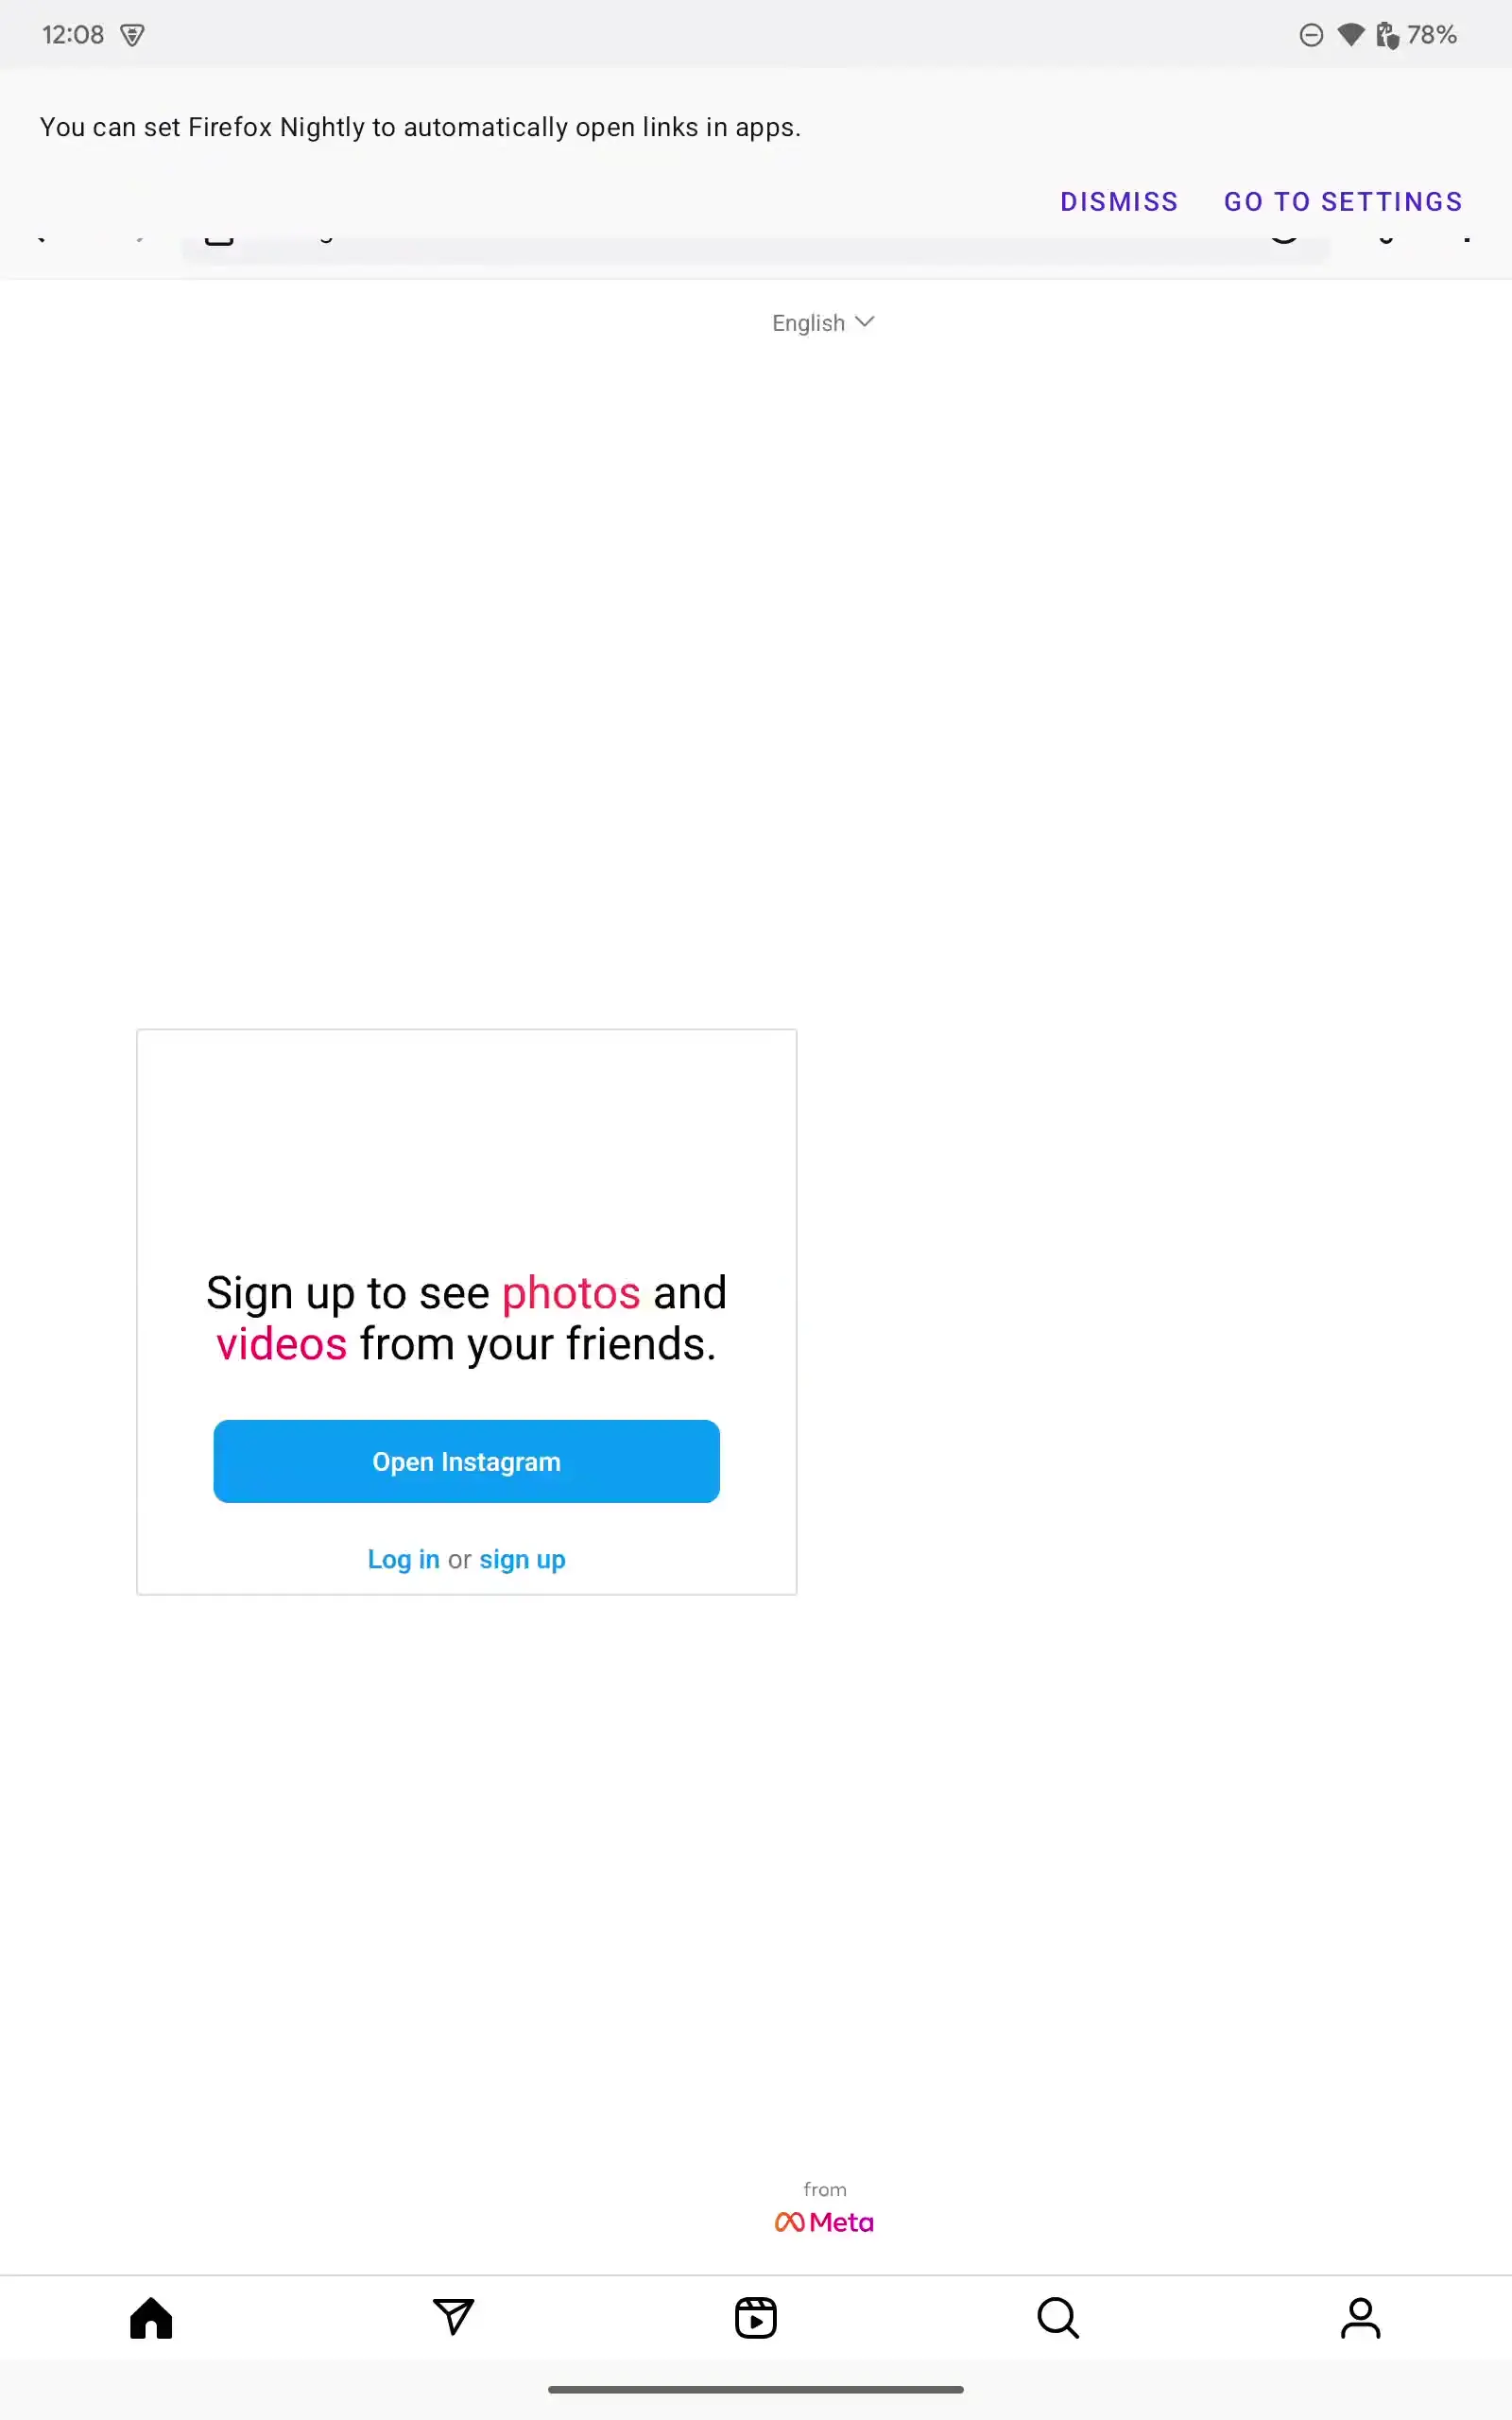 12:08 78%
You can set Firefox Nightly to automatically open links in apps.
DISMISS GO TO SETTINGS
English
Sign up to see photos and
videos from your friends.
Open Instagram
Log in or sign up
from
Meta